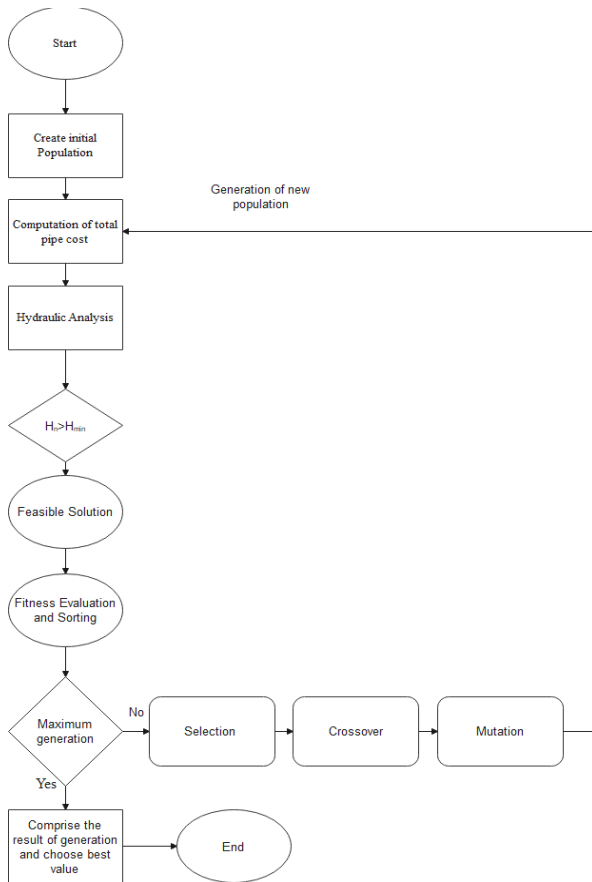 Start
Create initial
Population
Generation of new
population
Computation of total
pipe cost
Hydraulic Analysis
Hₙ>Hₘᵢₙ
Feasible Solution
Fitness Evaluation
and Sorting
Maximum
generation
No
Selection
Crossover
Mutation
Yes
Comprise the
result of generation
and choose best
value
End